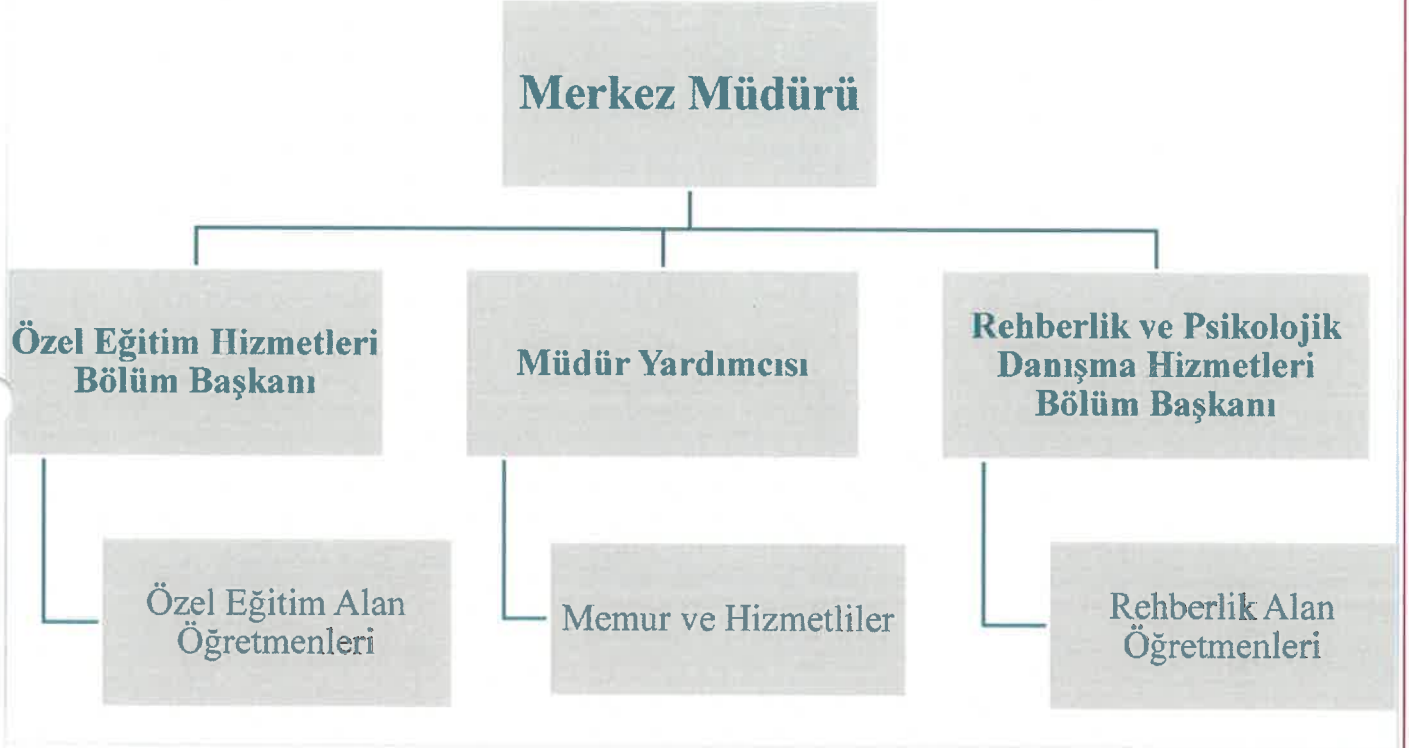 Merkez Müdürü
Özel Eğitim Hizmetleri
Bölüm Başkanı
Müdür Yardımcısı
Rehberlik ve Psikolojik
Danışma Hizmetleri
Bölüm Başkanı
Özel Eğitim Alan
Öğretmenleri
Memur ve Hizmetliler
Rehberlik Alan
Öğretmenleri